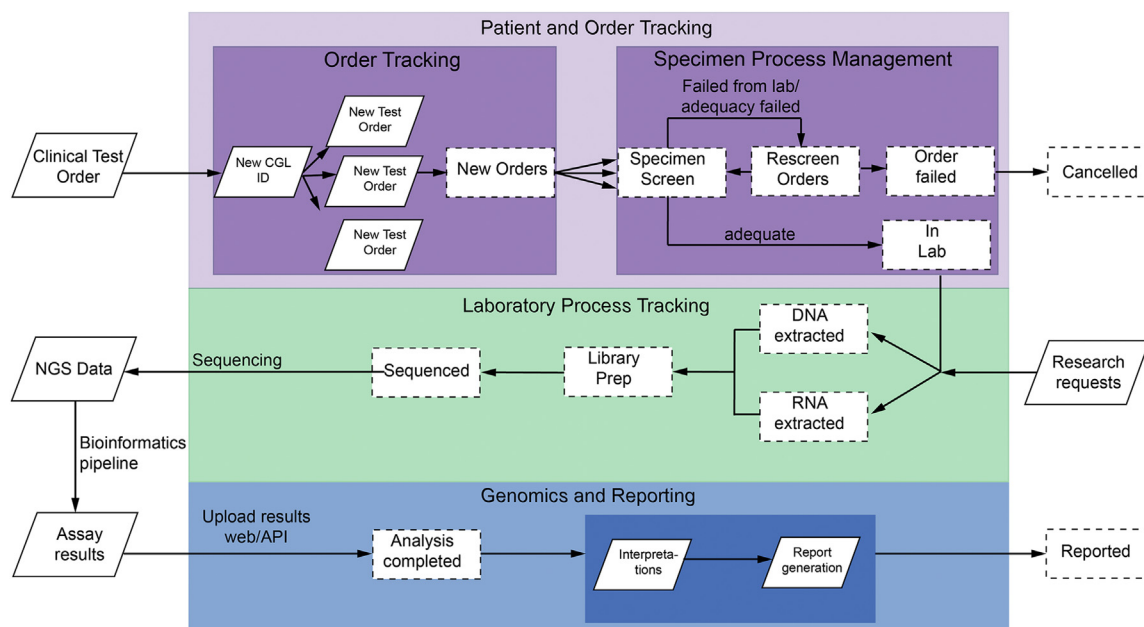 Patient and Order Tracking
Order Tracking
Specimen Process Management
Failed from lab/
adequacy failed
New Test
Order
Clinical Test
Order
New CGL
ID
New Test
Order
New Orders
Specimen
Screen
Rescreen
Orders
Order
failed
Cancelled
New Test
Order
adequate
In
Lab
Laboratory Process Tracking
DNA
extracted
NGS Data
Sequencing
Sequenced
Library
Prep
Research
requests
RNA
extracted
Bioinformatics
pipeline
Genomics and Reporting
Assay
results
Upload results
web/API
Analysis
completed
Interpreta-
tions
Report
generation
Reported